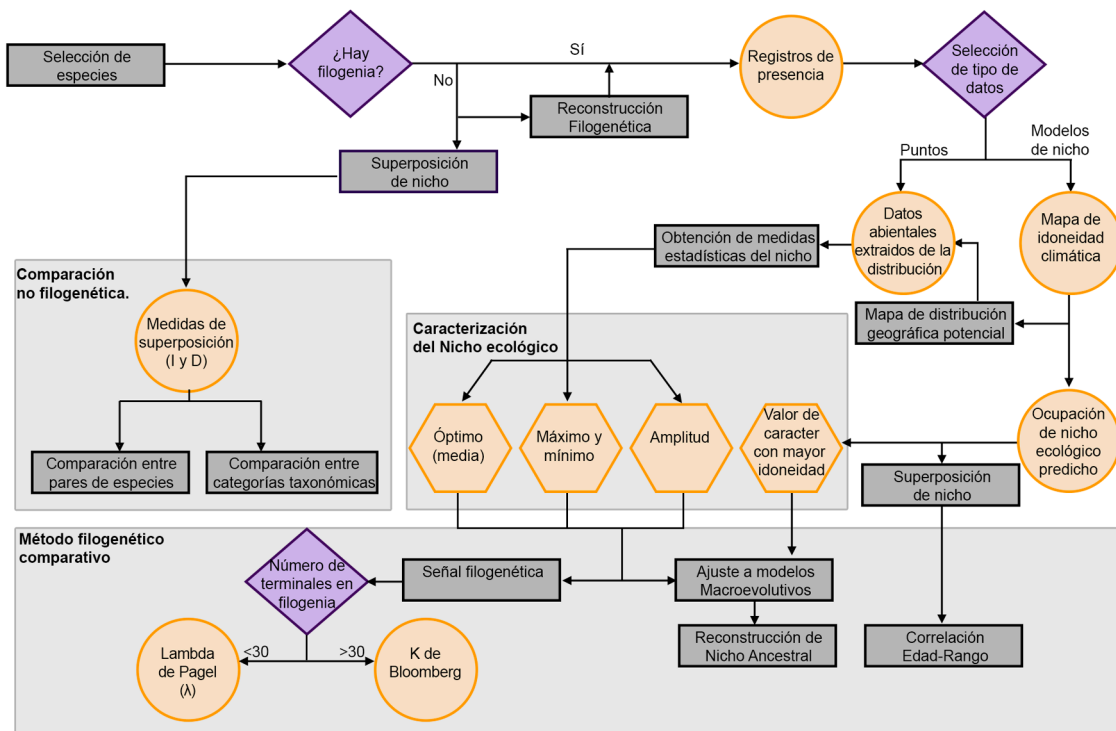 Selección de
especies
¿Hay
filogenia?
Sí
No
Reconstrucción
Filogenética
Registros de
presencia
Selección
de tipo de
datos
Superposición
de nicho
Puntos
Modelos
de nicho
Obtención de medidas
estadísticas del nicho
Datos
abientales
extraidos de la
distribución
Mapa de
idoneidad
climática
Mapa de distribución
geográfica potencial
Comparación
no filogenética.
Medidas de
superposición
(I y D)
Comparación entre
pares de especies
Comparación entre
categorías taxonómicas
Caracterización
del Nicho ecológico
Óptimo
(media)
Máximo y
mínimo
Amplitud
Valor de
caracter
con mayor
idoneidad
Ocupación
de nicho
ecológico
predicho
Superposición
de nicho
Método filogenético
comparativo
Número de
terminales en
filogenia
Señal filogenética
Ajuste a modelos
Macroevolutivos
Reconstrucción de
Nicho Ancestral
Correlación
Edad-Rango
<30
>30
Lambda
de Pagel
(λ)
K de
Bloomberg